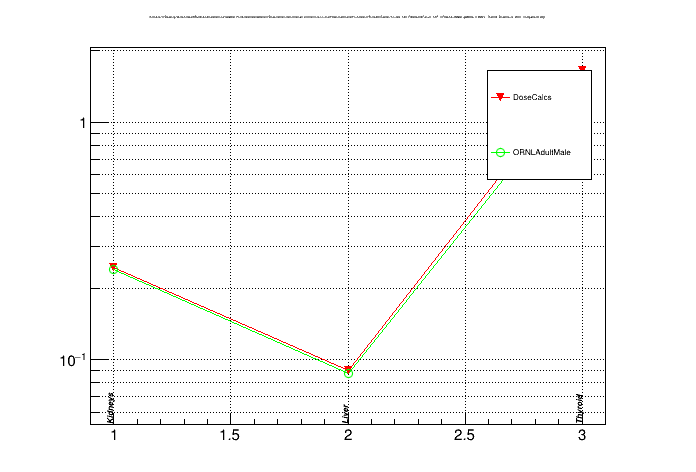 DoseCalcs
1
ORNLAdultMale
10⁻¹
Kidneys
Liver
Thyroid
1
1.5
2
2.5
3